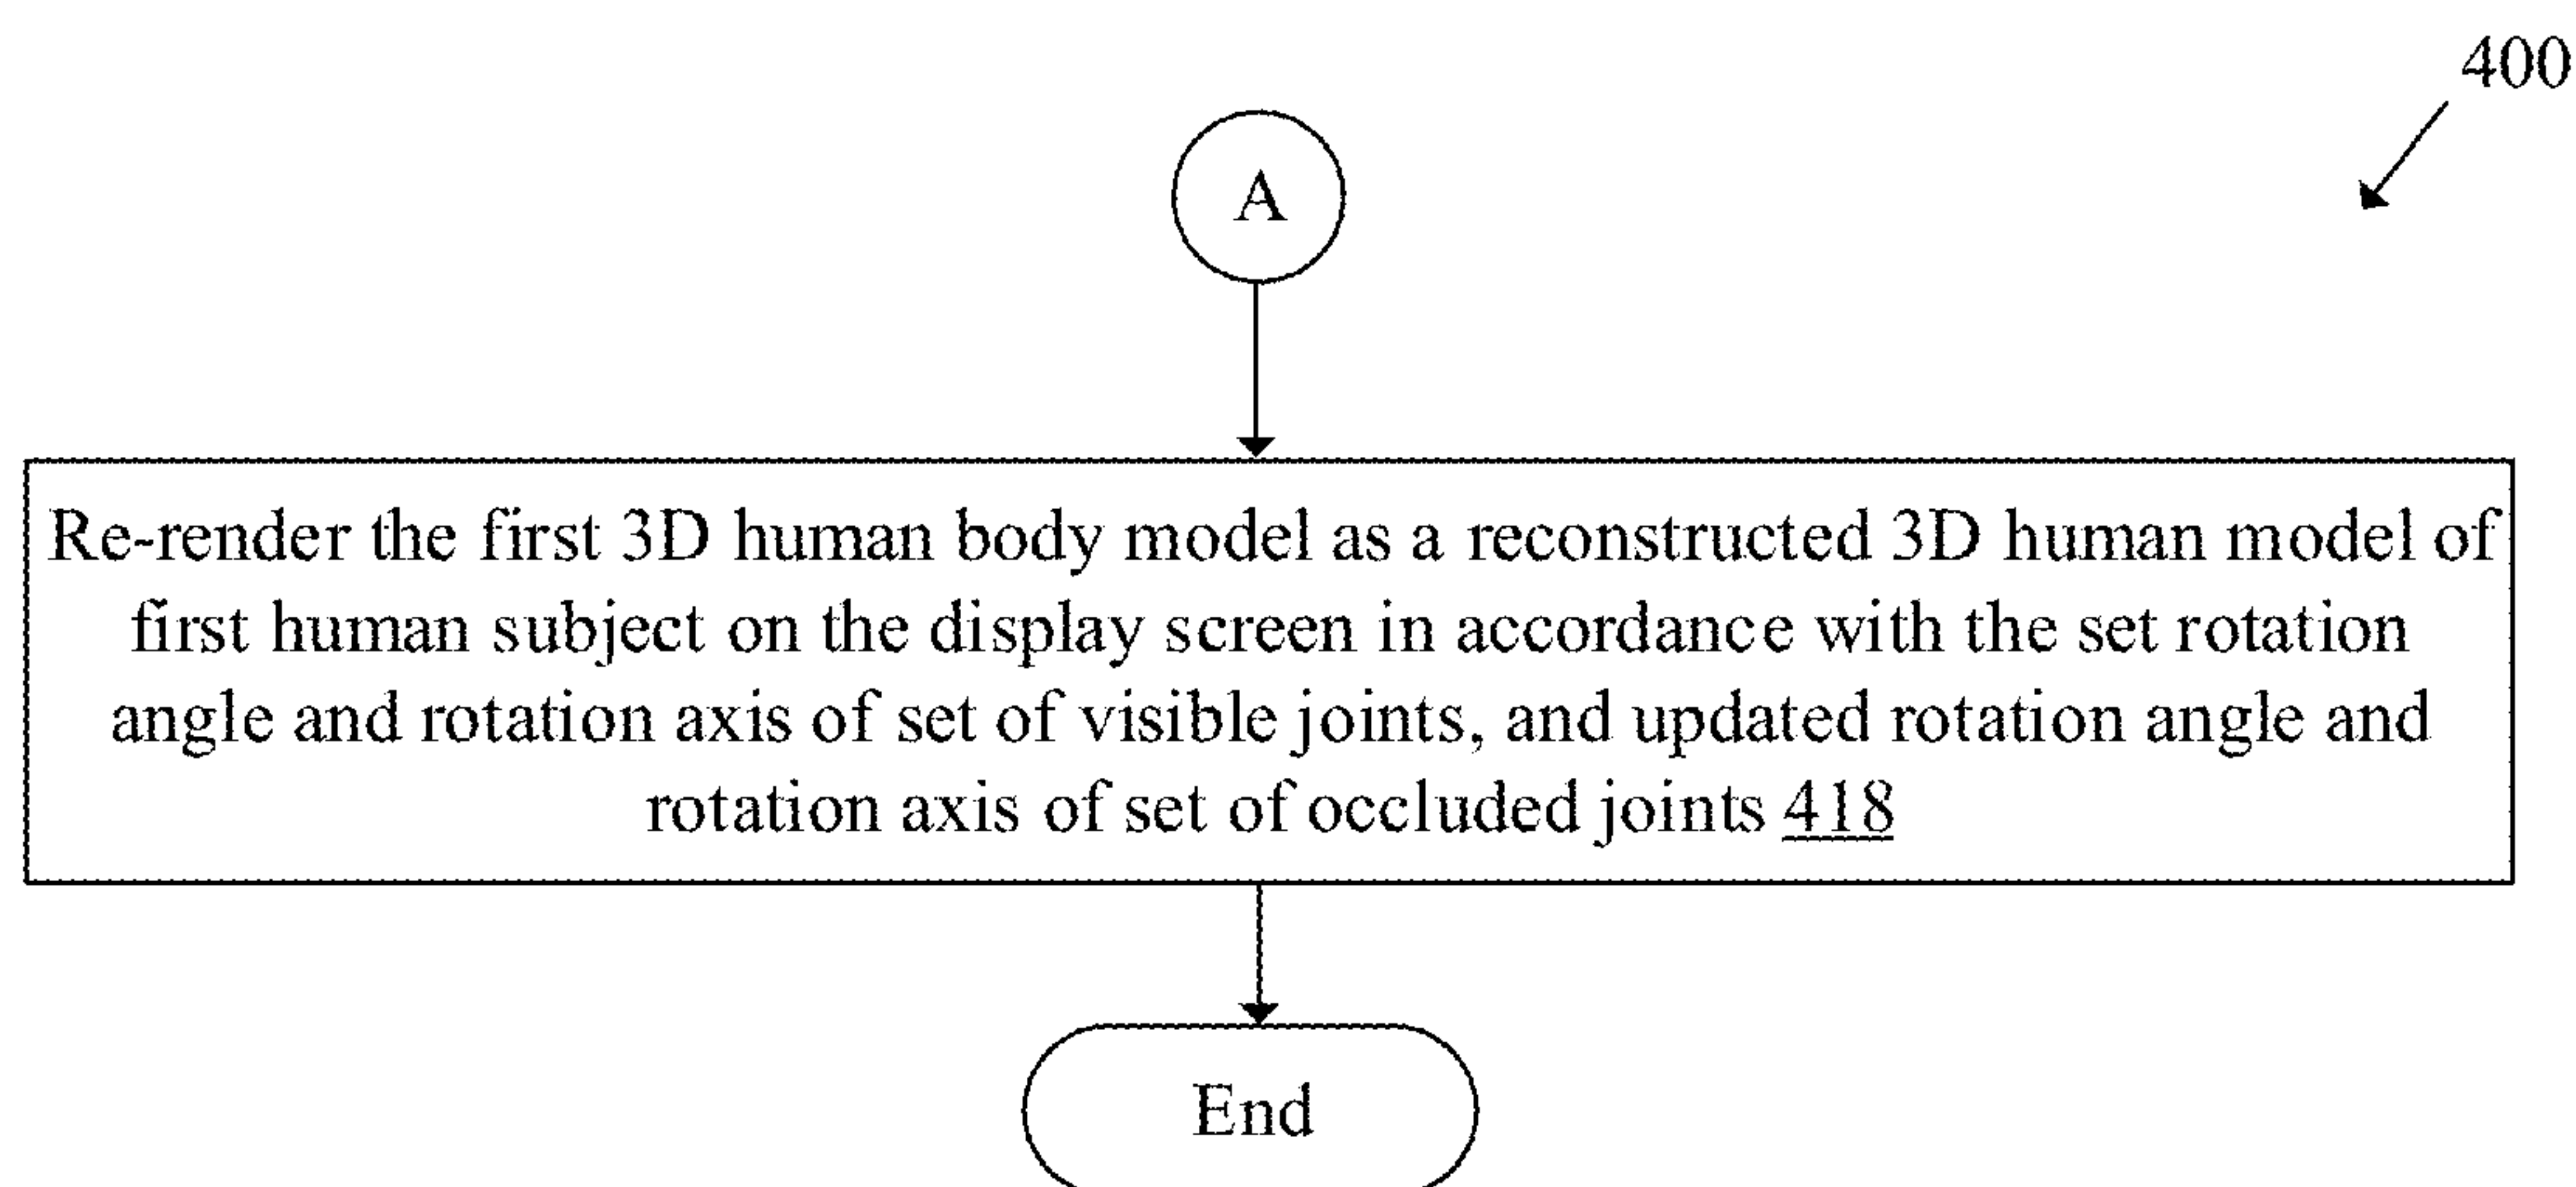 400
A
Re-render the first 3D human body model as a reconstructed 3D human model of
first human subject on the display screen in accordance with the set rotation
angle and rotation axis of set of visible joints, and updated rotation angle and
rotation axis of set of occluded joints 418
End